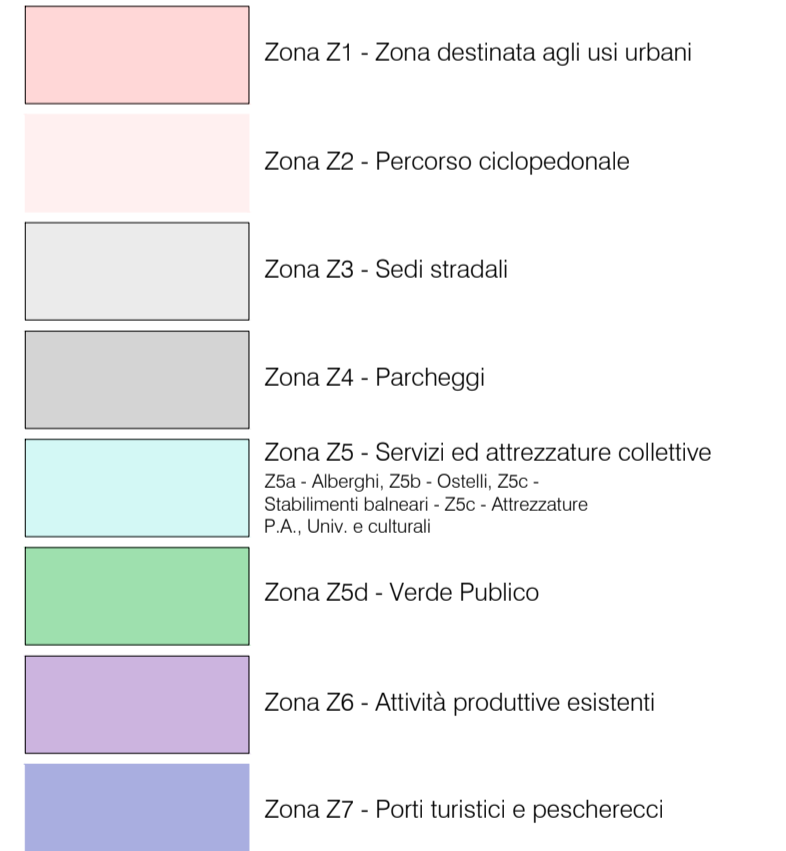 Zona Z1 - Zona destinata agli usi urbani
Zona Z2 - Percorso ciclopedonale
Zona Z3 - Sedi stradali
Zona Z4 - Parcheggi
Zona Z5 - Servizi ed attrezzature collettive
Z5a - Alberghi, Z5b - Ostelli, Z5c -
Stabilimenti balneari - Z5c - Attrezzature
P.A., Univ. e culturali
Zona Z5d - Verde Publico
Zona Z6 - Attività produttive esistenti
Zona Z7 - Porti turistici e pescherecci